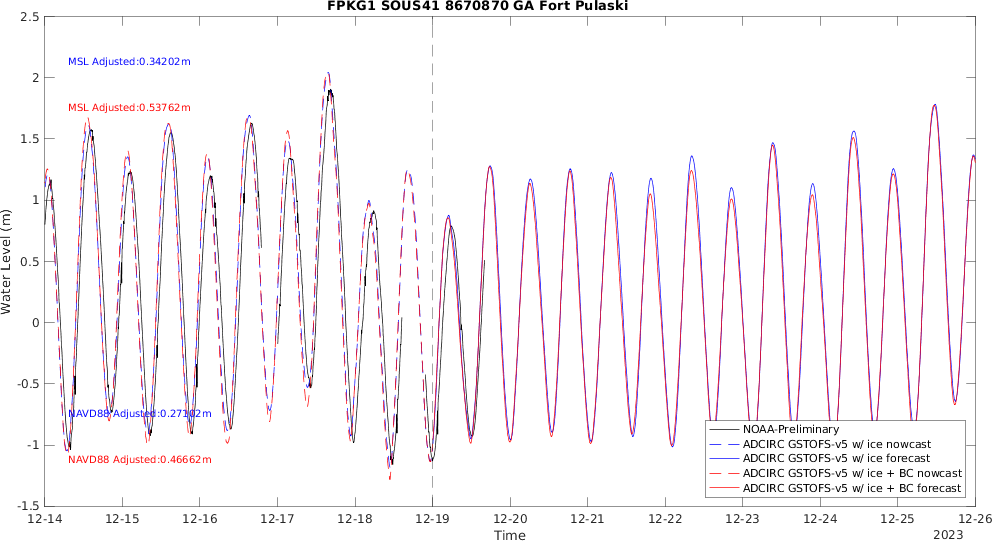 FPKG1 SOUS41 8670870 GA Fort Pulaski
Water Level (m)
2.5
2
1.5
1
0.5
0
-0.5
-1
-1.5
MSL Adjusted:0.34202m
MSL Adjusted:0.53762m
NAVD88 Adjusted:0.27102m
NAVD88 Adjusted:0.46662m
NOAA-Preliminary
ADCIRC GSTOFS-v5 w/ ice nowcast
ADCIRC GSTOFS-v5 w/ ice forecast
ADCIRC GSTOFS-v5 w/ ice + BC nowcast
ADCIRC GSTOFS-v5 w/ ice + BC forecast
12-14 12-15 12-16 12-17 12-18 12-19 12-20 12-21 12-22 12-23 12-24 12-25 12-26
Time
2023